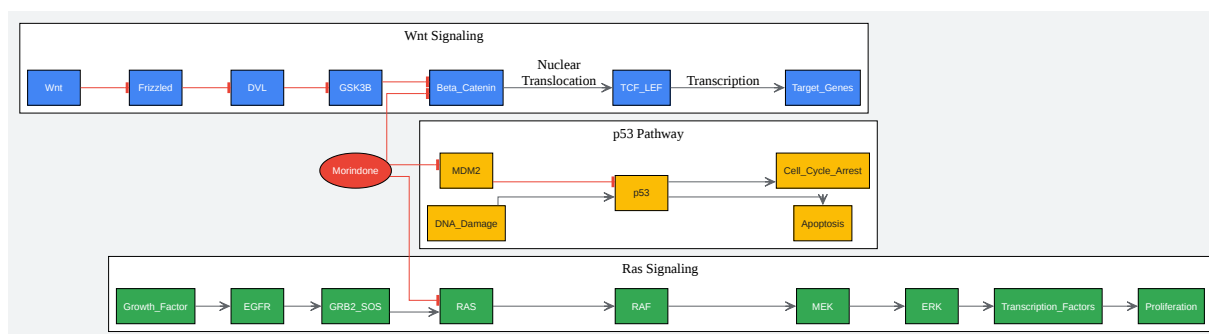 Wnt Signaling
Wnt
Frizzled
DVL
GSK3B
Beta_Catenin
Nuclear
Translocation
TCF_LEF
Transcription
Target_Genes
p53 Pathway
Morindone
MDM2
DNA_Damage
p53
Cell_Cycle_Arrest
Apoptosis
Ras Signaling
Growth_Factor
EGFR
GRB2_SOS
RAS
RAF
MEK
ERK
Transcription_Factors
Proliferation